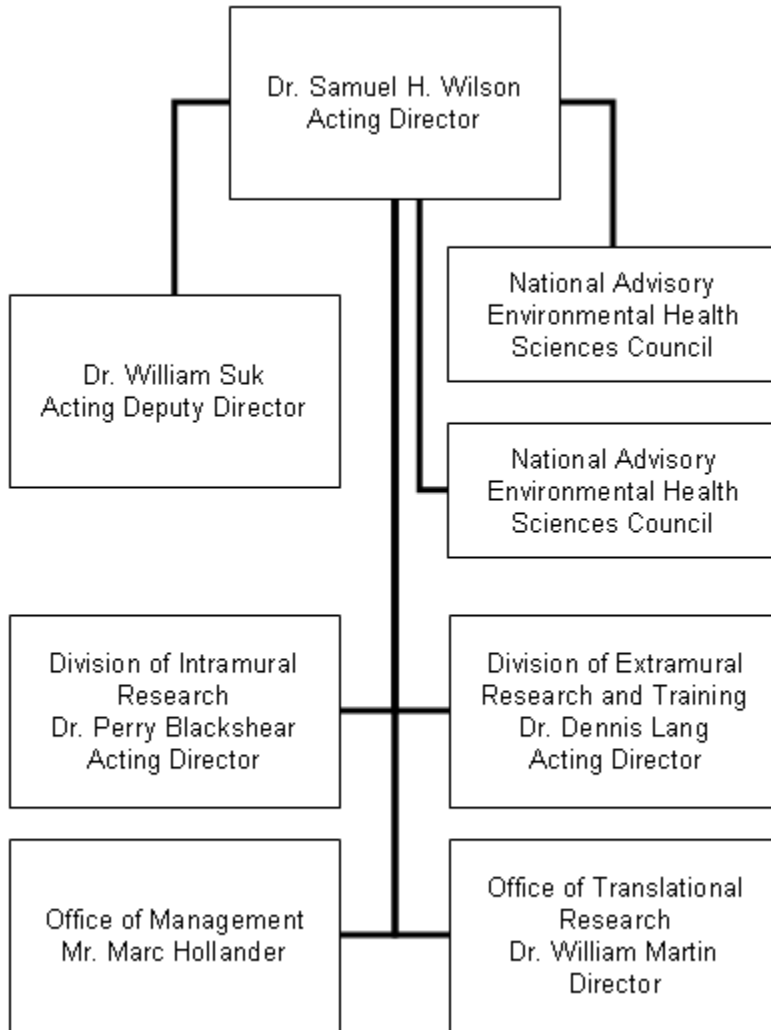 Dr. Samuel H. Wilson
Acting Director
National Advisory
Environmental Health
Sciences Council
Dr. William Suk
Acting Deputy Director
National Advisory
Environmental Health
Sciences Council
Division of Intramural
Research
Dr. Perry Blackshear
Acting Director
Division of Extramural
Research and Training
Dr. Dennis Lang
Acting Director
Office of Management
Mr. Marc Hollander
Office of Translational
Research
Dr. William Martin
Director